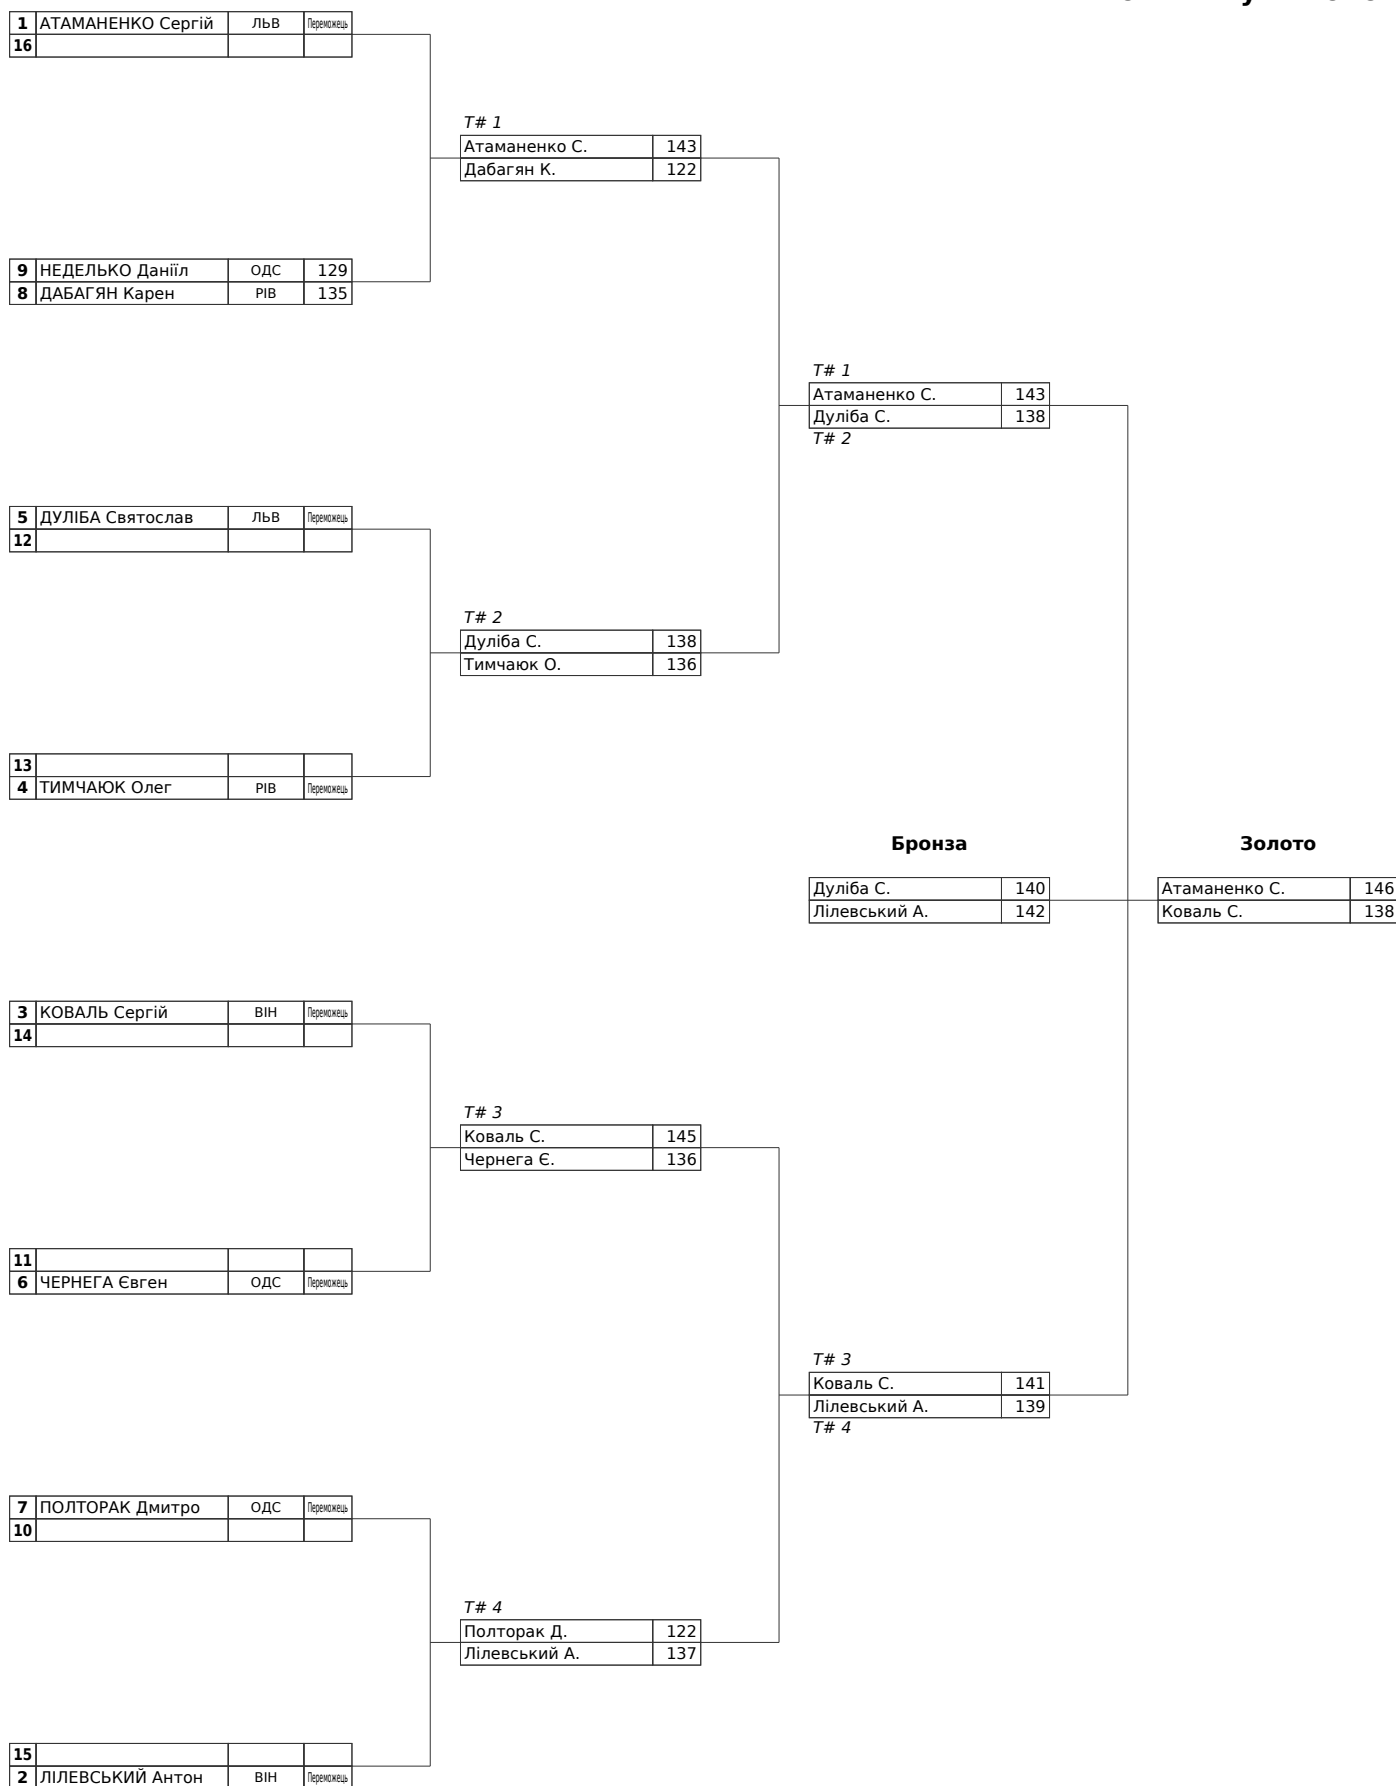 1 АТАМАНЕНКО Сергій ЛЬВ Переможець
16
T# 1
Атаманенко С. 143
Дабагян К. 122
9 НЕДЕЛЬКО Данііл ОДС 129
8 ДАБАГЯН Карен РІВ 135
T# 1
Атаманенко С. 143
Дуліба С. 138
T# 2
5 ДУЛІБА Святослав ЛЬВ Переможець
12
T# 2
Дуліба С. 138
Тимчаюк О. 136
13
4 ТИМЧАЮК Олег РІВ Переможець
Бронза Золото
Дуліба С. 140 Атаманенко С. 146
Лілевський А. 142 Коваль С. 138
3 КОВАЛЬ Сергій ВІН Переможець
14
T# 3
Коваль С. 145
Чернега Є. 136
11
6 ЧЕРНЕГА Євген ОДС Переможець
T# 3
Коваль С. 141
Лілевський А. 139
T# 4
7 ПОЛТОРАК Дмитро ОДС Переможець
10
T# 4
Полторак Д. 122
Лілевський А. 137
15
2 ЛІЛЕВСЬКИЙ Антон ВІН Переможець